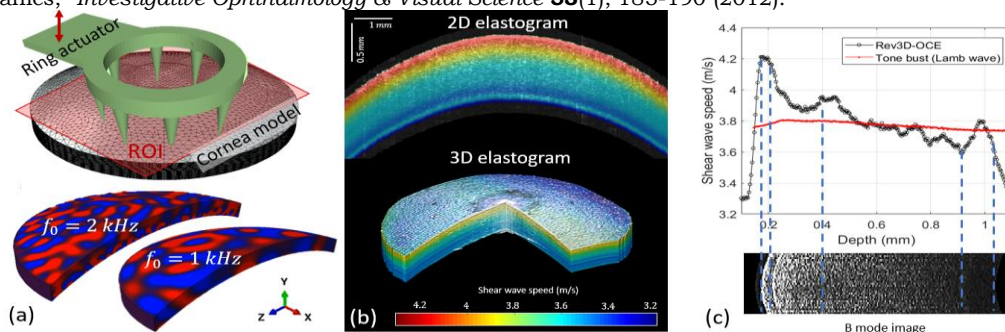 "Investigative Ophthalmology & Visual Science 53(1), 183-190 (2012).
Ring actuator
Cornea model
ROI
f₀ = 2 kHz
f₀ = 1 kHz
Y
Z
X
(a)
1 mm
0.5 mm
2D elastogram
3D elastogram
Shear wave speed (m/s)
4.2 4 3.8 3.6 3.4 3.2
(b)
4.4
4.2
4
3.8
3.6
3.4
3.2
3
Shear wave speed (m/s)
Rev3D-OCE
Tone bust (Lamb wave)
0.2 0.4 0.6 0.8 1
Depth (mm)
(c)
B mode image